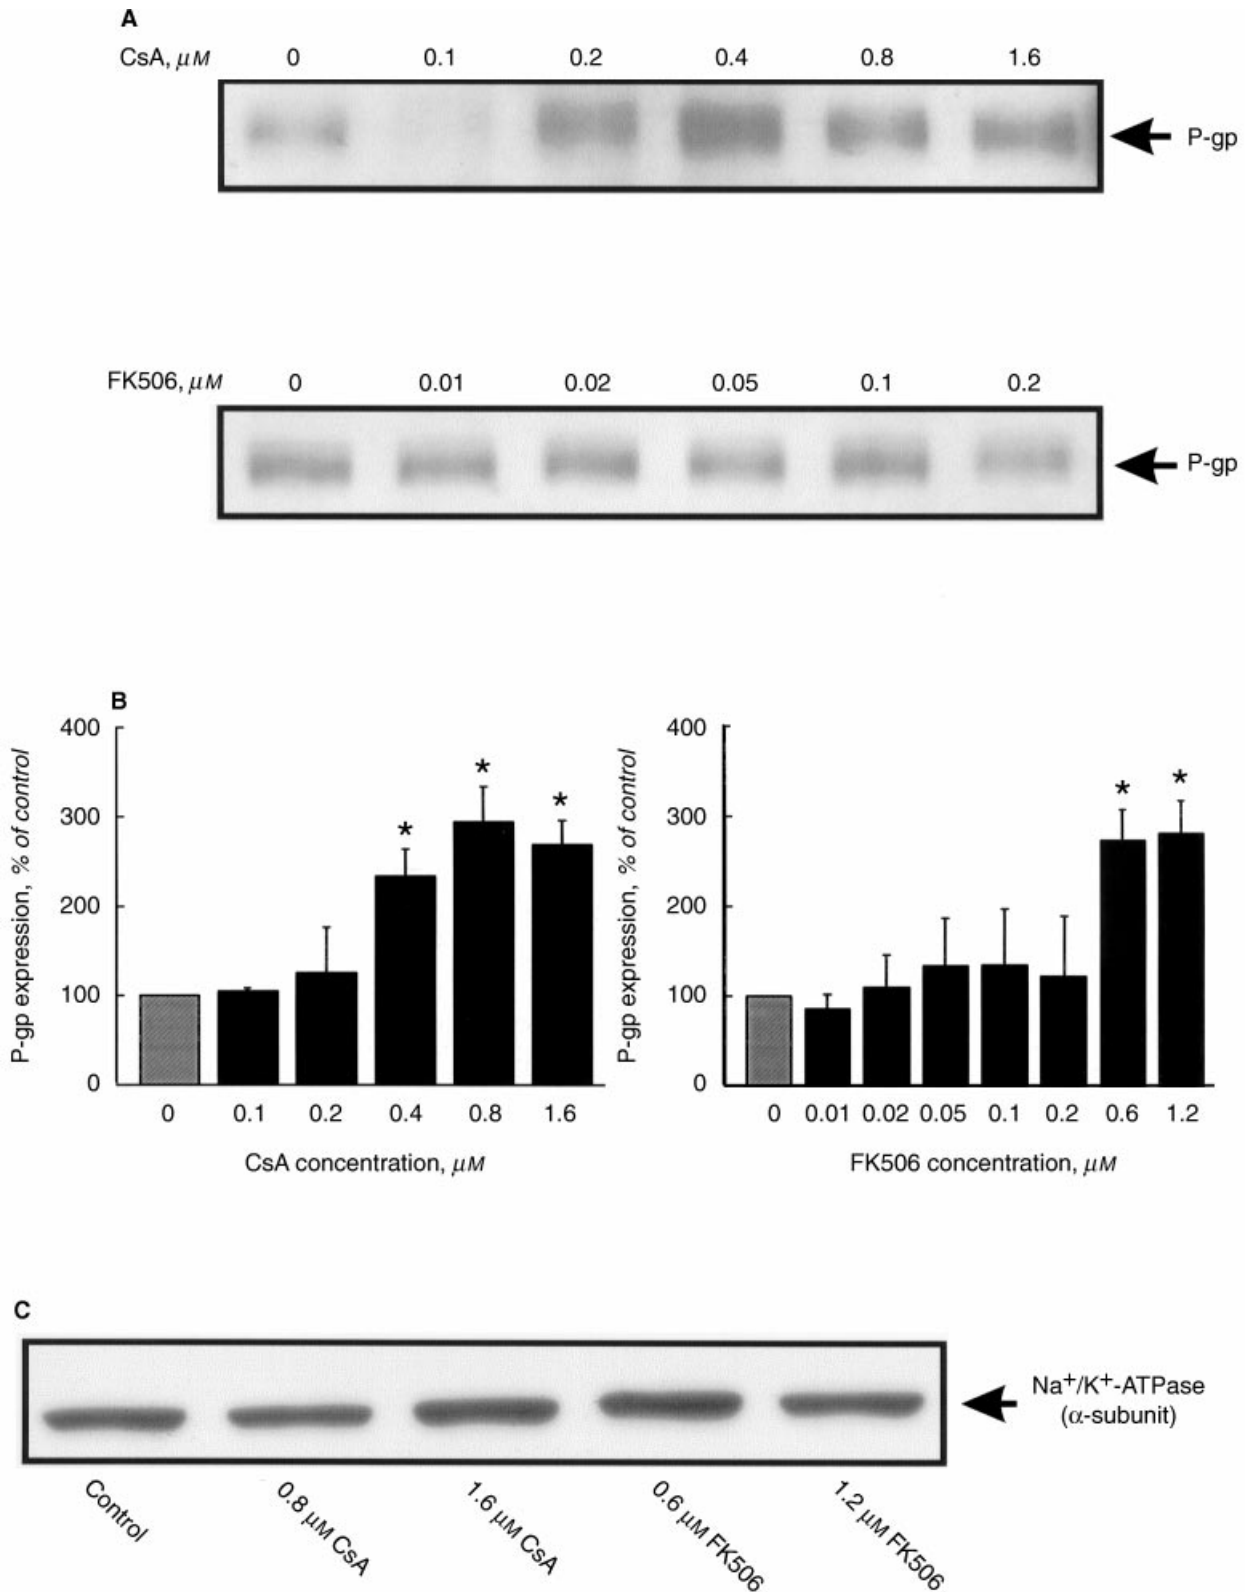 A
CsA, μM 0 0.1 0.2 0.4 0.8 1.6
P-gp
FK506, μM 0 0.01 0.02 0.05 0.1 0.2
P-gp
B
400
300
200
100
0
P-gp expression, % of control
* * *
0 0.1 0.2 0.4 0.8 1.6
CsA concentration, μM
400
300
200
100
0
P-gp expression, % of control
* *
0 0.01 0.02 0.05 0.1 0.2 0.6 1.2
FK506 concentration, μM
C
Na⁺/K⁺-ATPase
(α-subunit)
Control
0.8 μM CsA
1.6 μM CsA
0.6 μM FK506
1.2 μM FK506